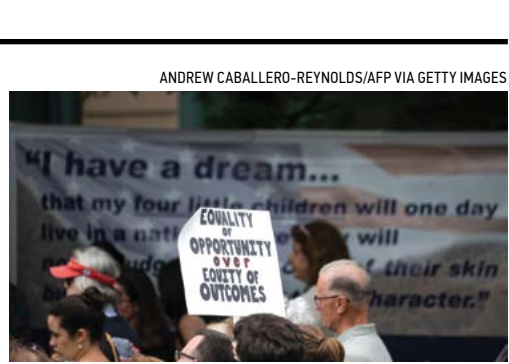 ANDREW CABALLERO-REYNOLDS/AFP VIA GETTY IMAGES
"I have a dream...
that my four little children will one day
live in a will
of their skin
character."
EQUALITY
OF
OPPORTUNITY
over
EQUITY OF
OUTCOMES